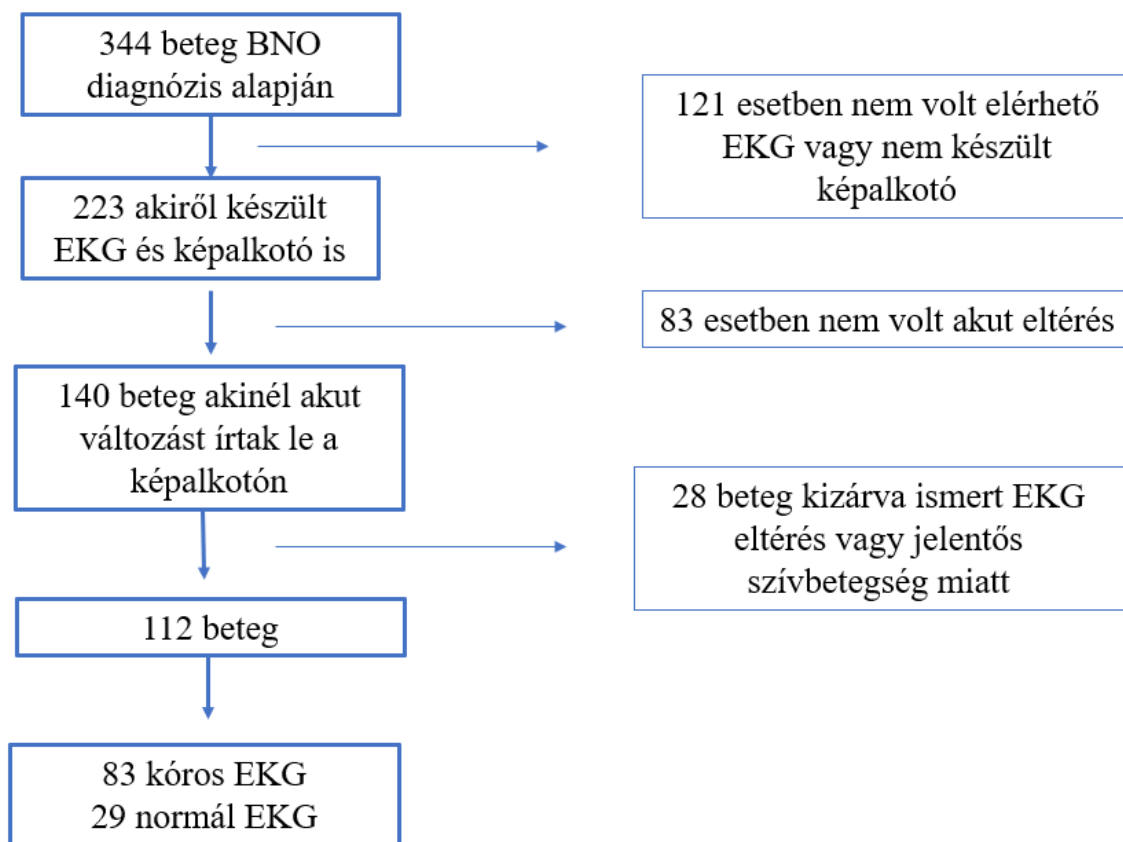 344 beteg BNO
diagnózis alapján
121 esetben nem volt elérhető
EKG vagy nem készült
képalkotó
223 akiről készült
EKG és képalkotó is
83 esetben nem volt akut eltérés
140 beteg akinél akut
változást írtak le a
képalkotón
28 beteg kizárva ismert EKG
eltérés vagy jelentős
szívbetegség miatt
112 beteg
83 kóros EKG
29 normál EKG